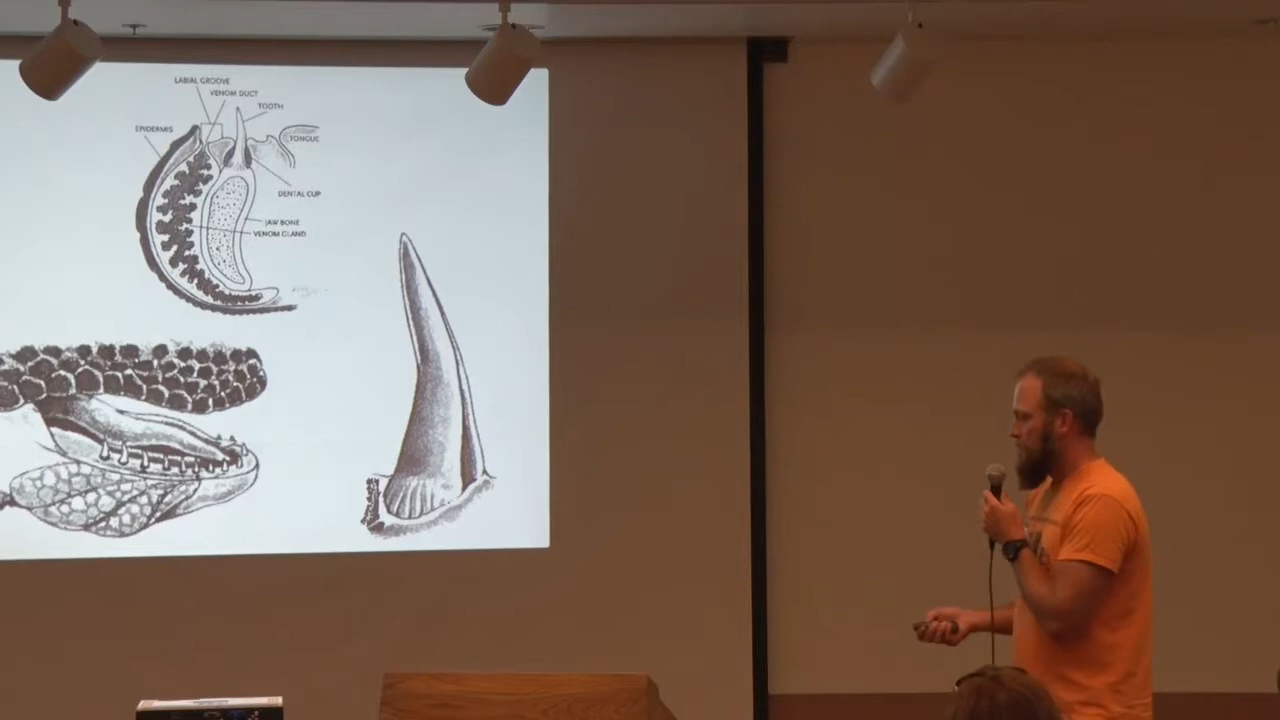 LABIAL GROOVE
VENOM DUCT
TOOTH
EPIDERMIS
TONGUE
DENTAL CUP
JAW BONE
VENOM GLAND